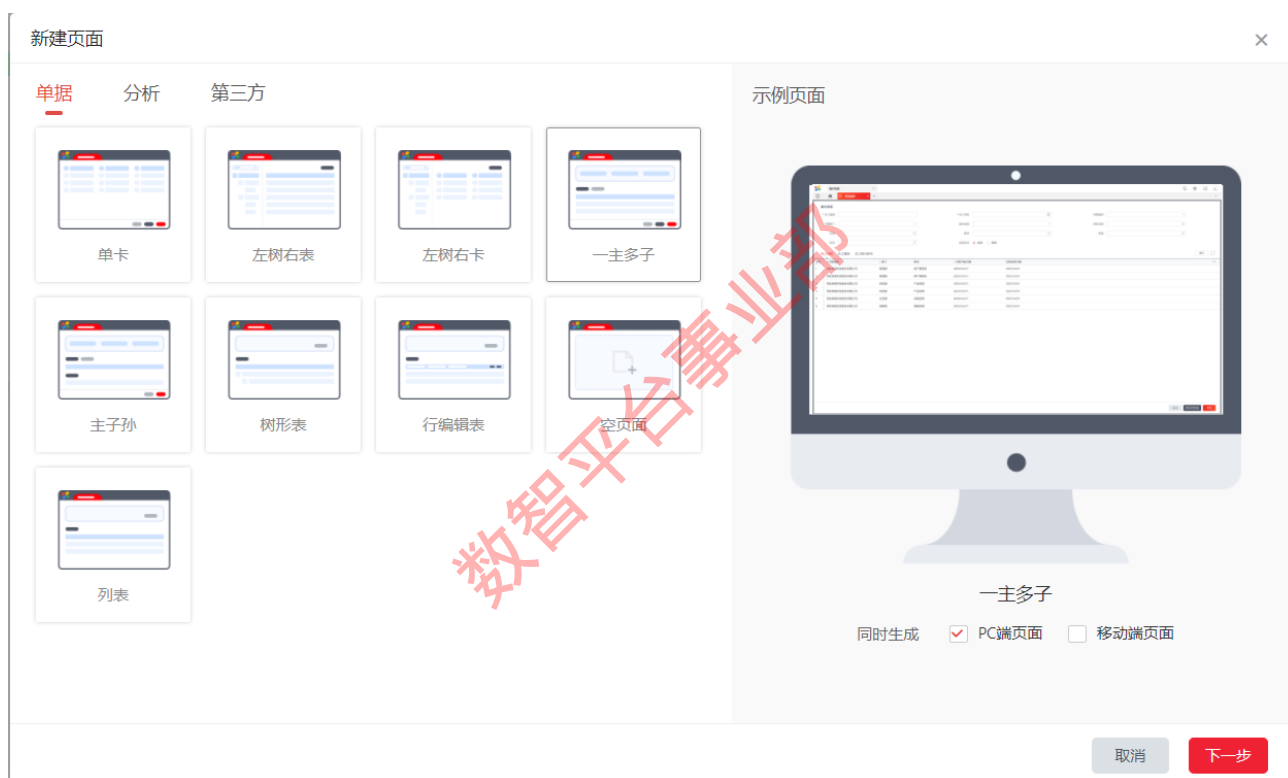 新建页面
单据 分析 第三方
示例页面
单卡 左树右表 左树右卡 一主多子
主子孙 树形表 行编辑表 空页面
列表
数智平台事业部
一主多子
同时生成 PC端页面 移动端页面
取消 下一步